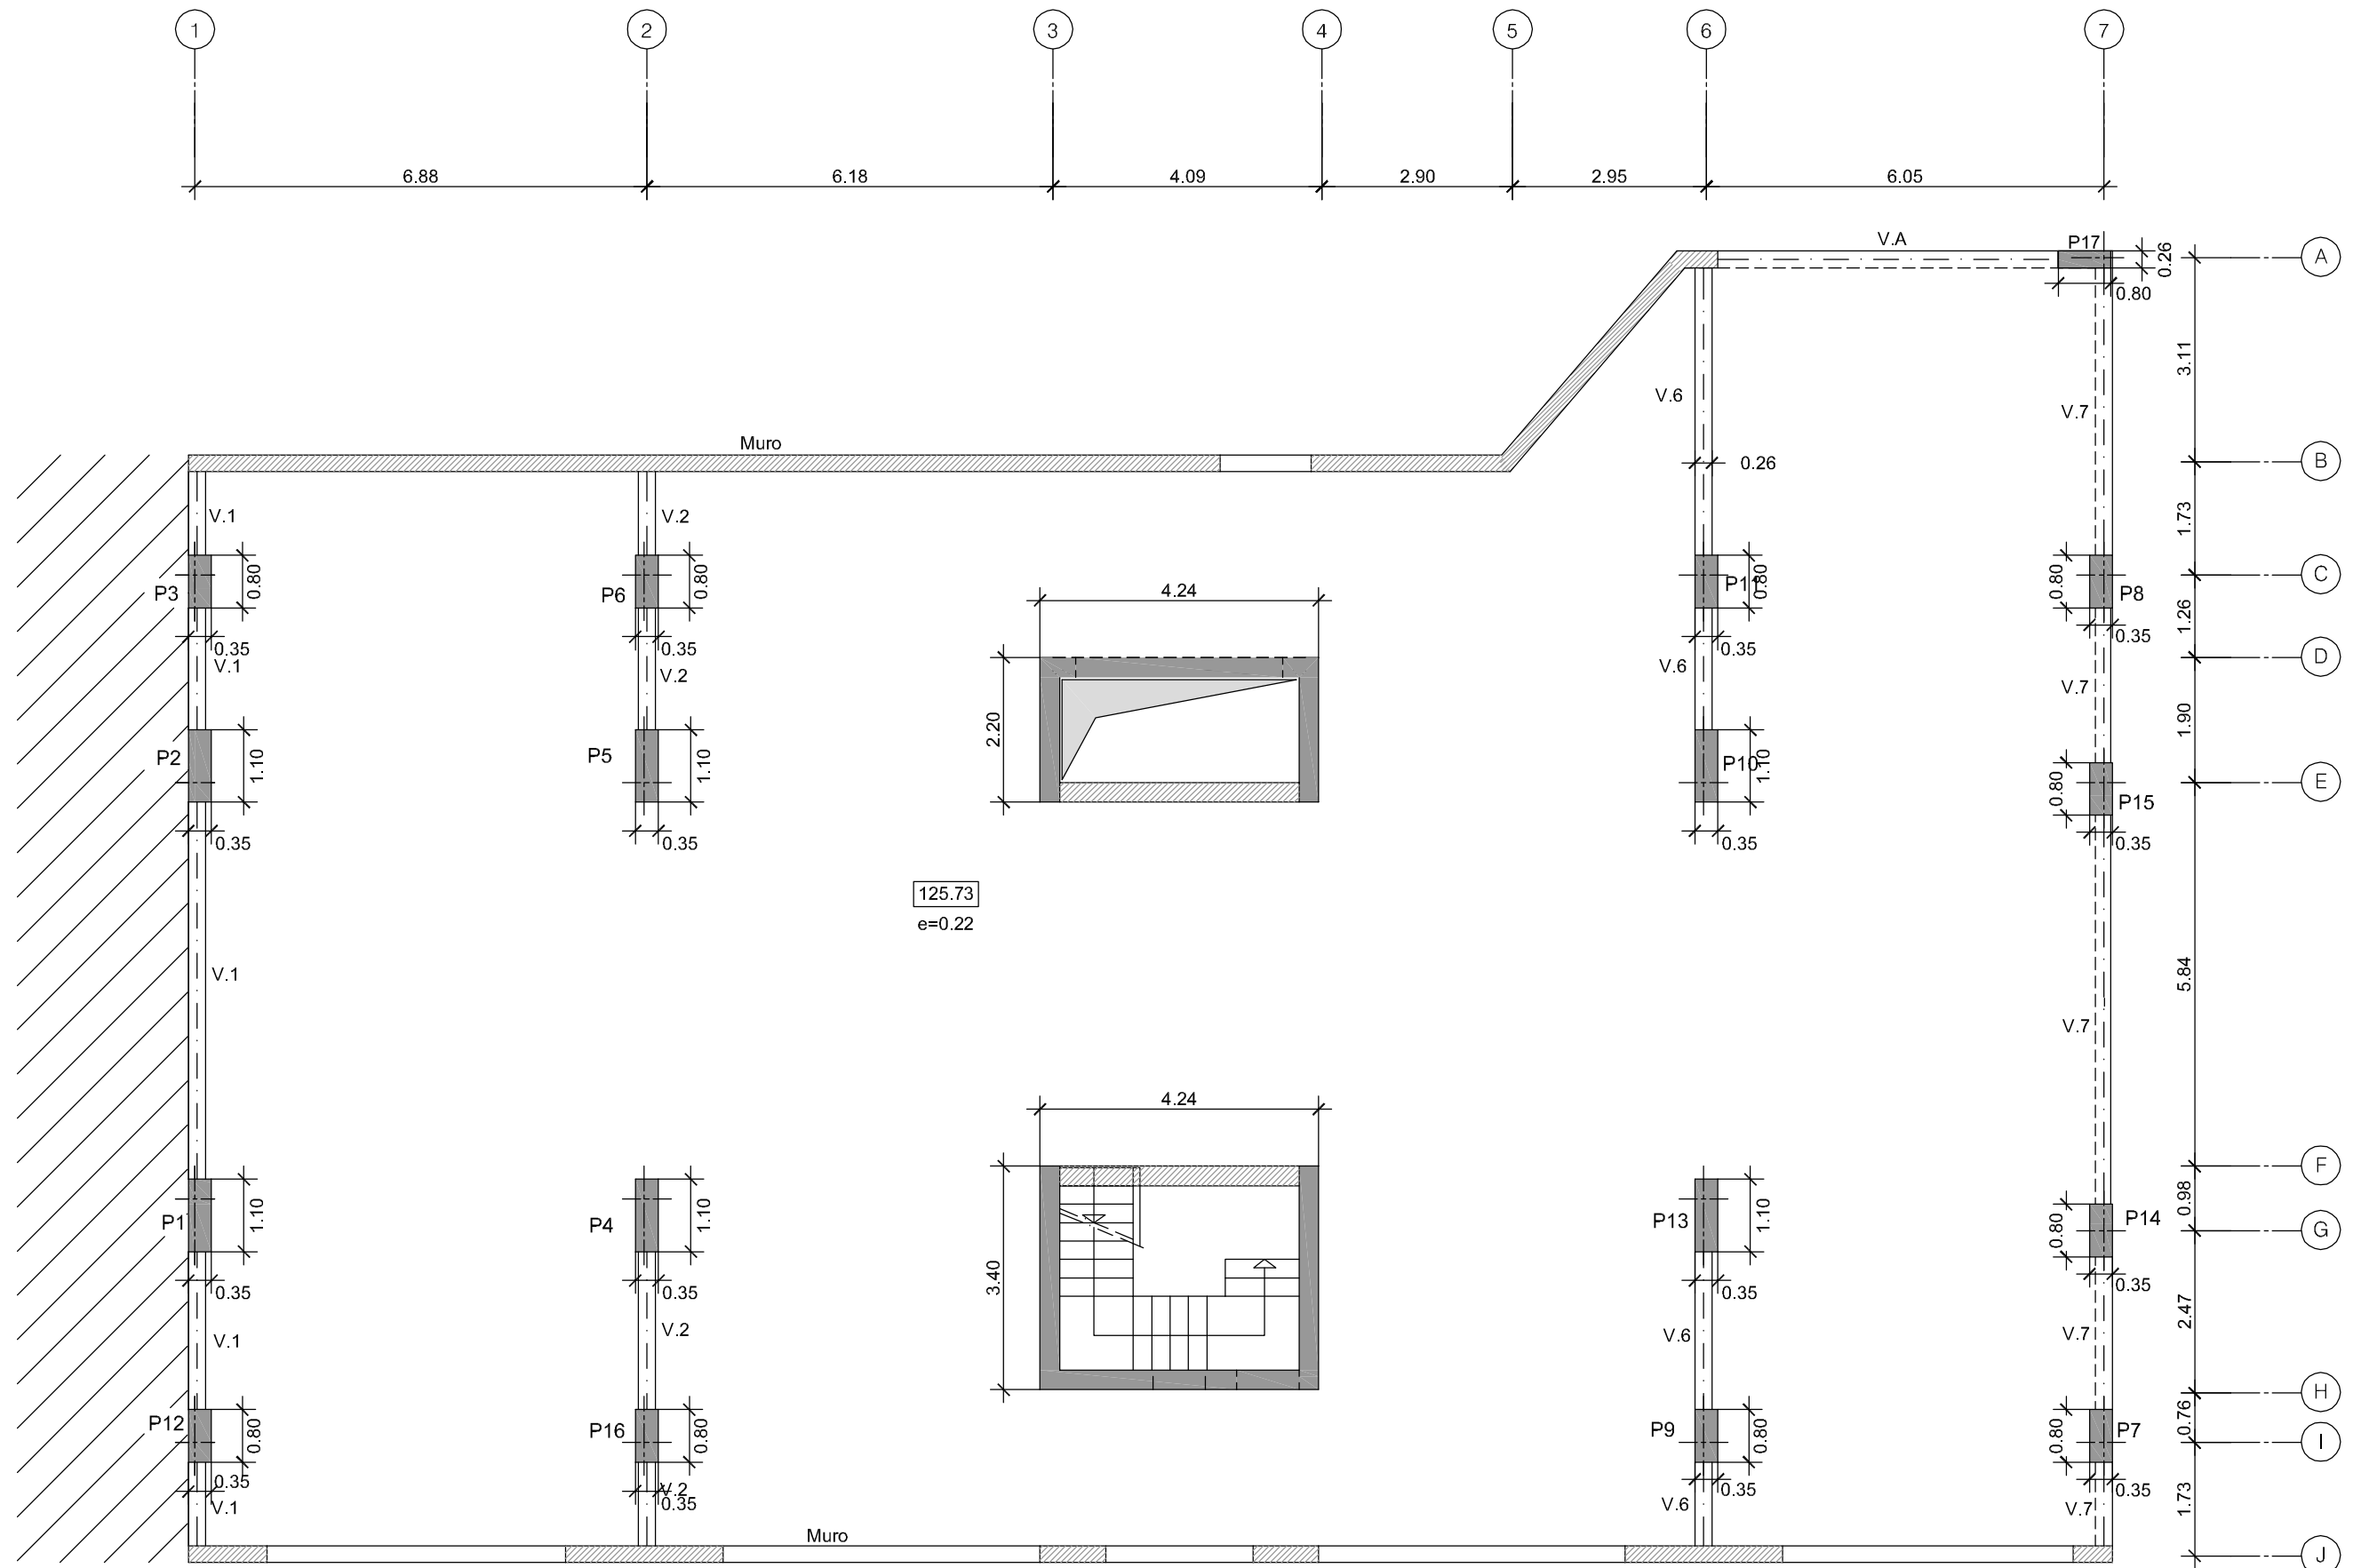 1 2 3 4 5 6 7
6.88 6.18 4.09 2.90 2.95 6.05
V.A P17 0.26 A
0.80
3.11
V.6 V.7
Muro 0.26 B
V.1 V.2 1.73
P3 0.80 P6 0.80 P11 0.80 0.80 P8 C
4.24
0.35 0.35 0.35 0.35 1.26
V.1 V.2 V.6 V.7 D
2.20 1.90
P2 1.10 P5 1.10 P10 1.10 0.80 P15 E
0.35 0.35 0.35 0.35
125.73
e=0.22
V.1 5.84
V.7
4.24
F
P1 1.10 P4 1.10 P13 1.10 0.80 P14 0.98 G
3.40
0.35 0.35 0.35 0.35
V.1 V.2 V.6 V.7 2.47
H
P12 0.80 P16 0.80 P9 0.80 0.80 P7 0.76 I
0.35 0.35 0.35 0.35
V.1 V.2 V.6 V.7 1.73
Muro J